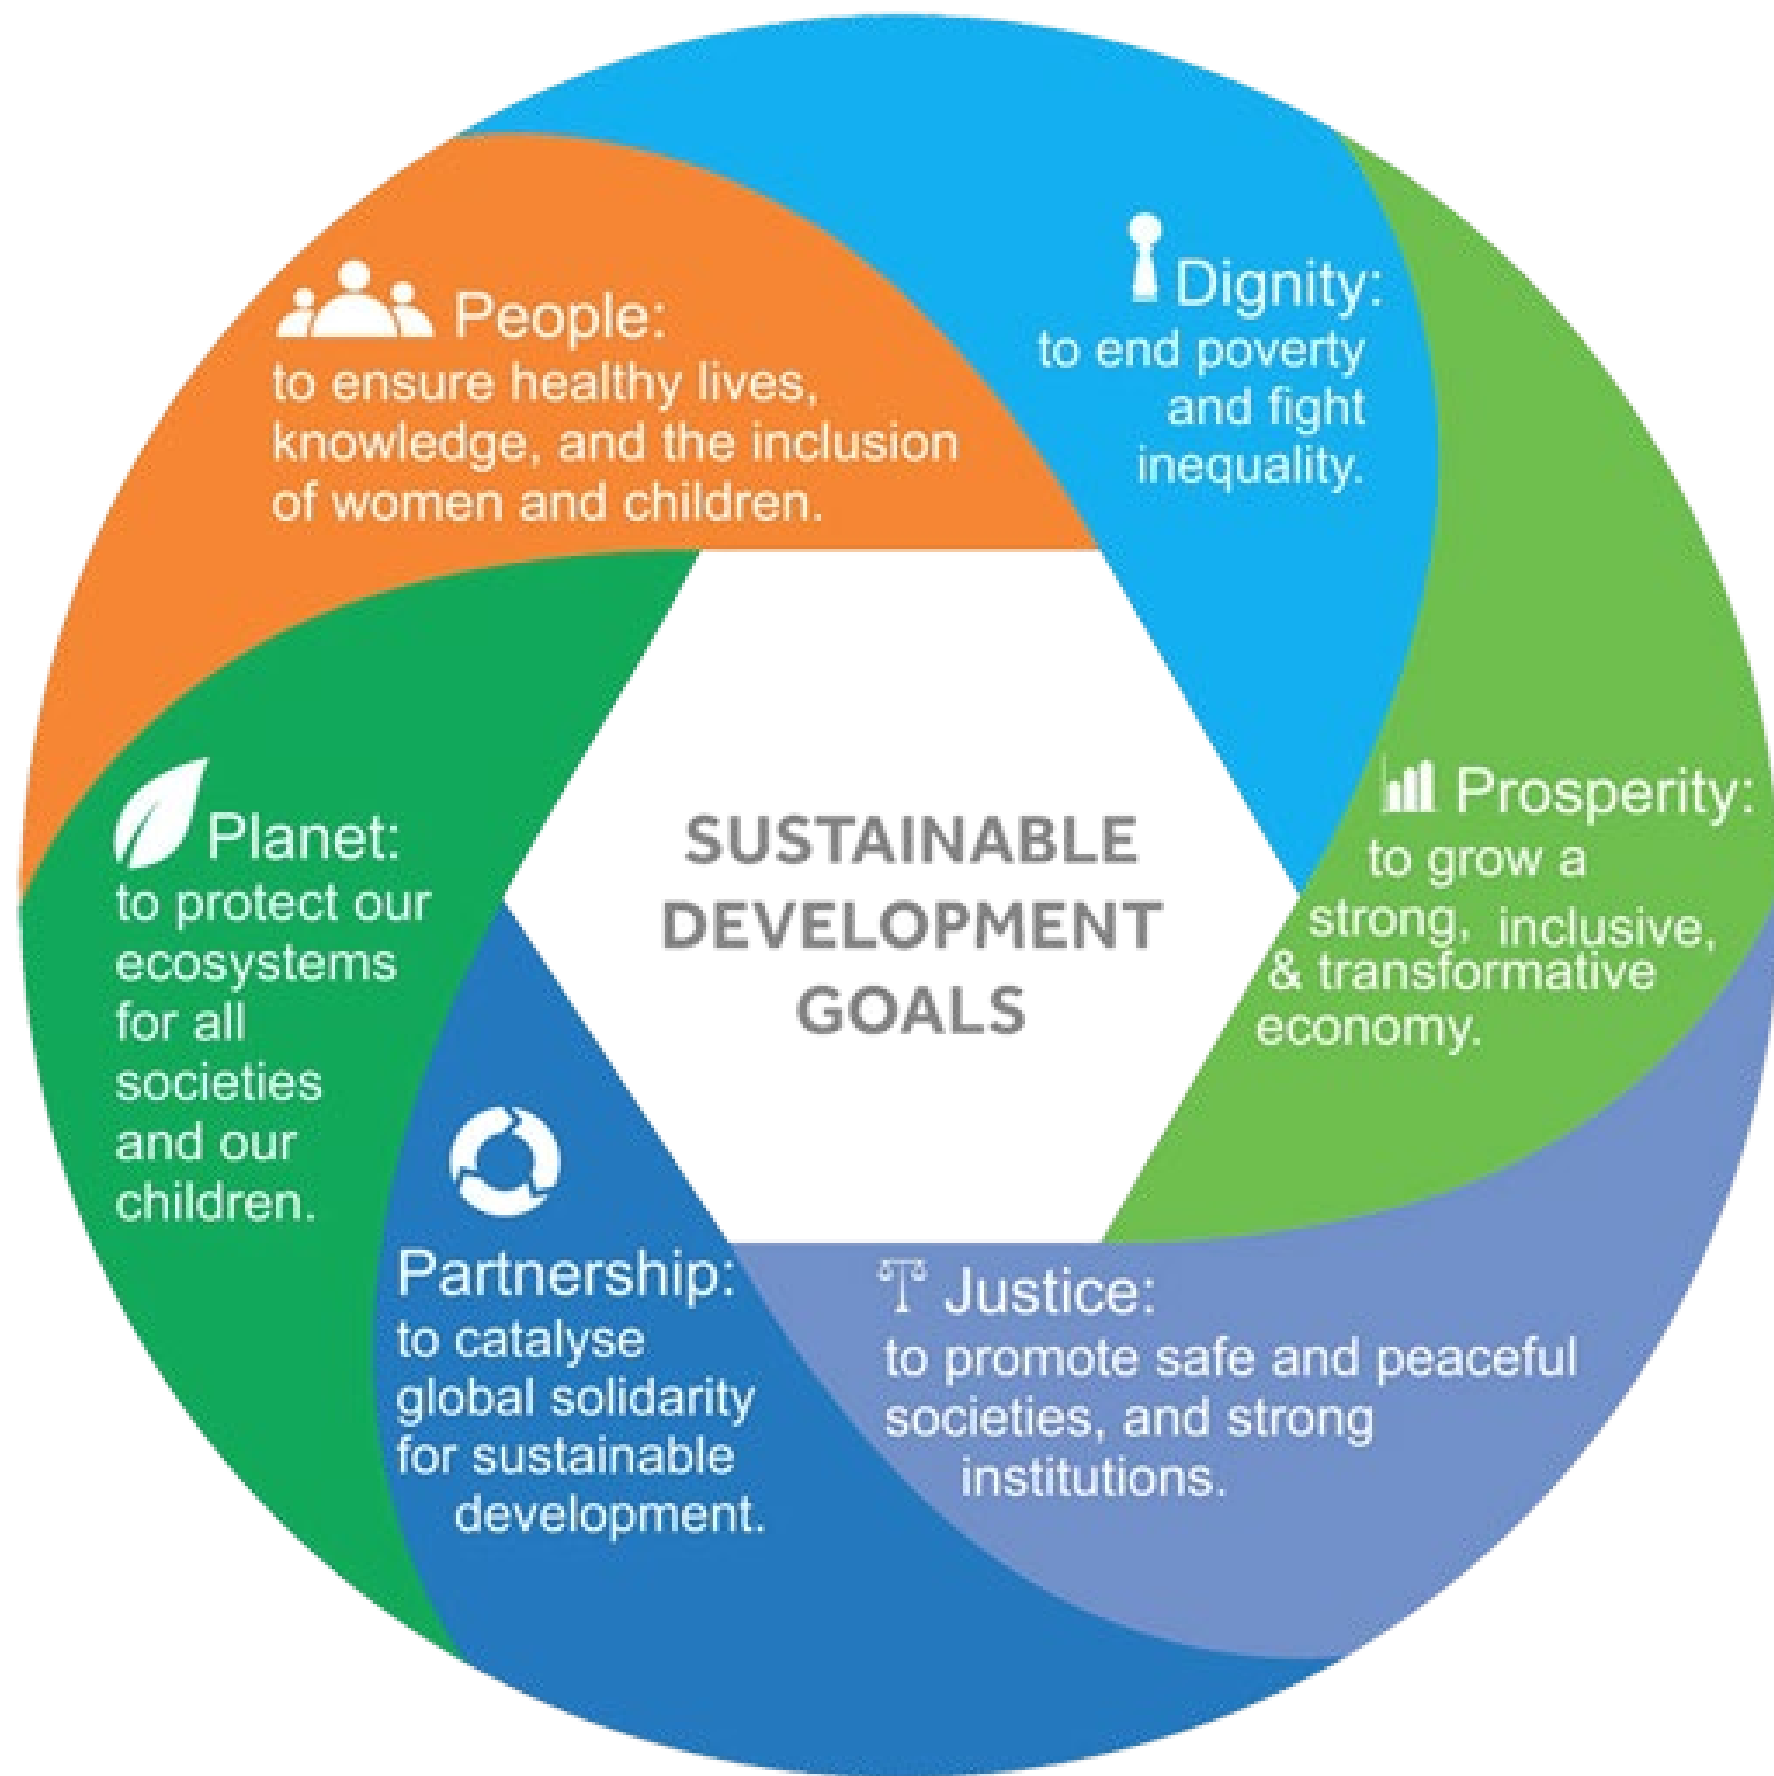 Dignity:
to end poverty
and fight
inequality.
Prosperity:
to grow a
strong, inclusive,
& transformative
economy.
Justice:
to promote safe and peaceful
societies, and strong
institutions.
Partnership:
to catalyse
global solidarity
for sustainable
development.
Planet:
to protect our
ecosystems
for all
societies
and our
children.
People:
to ensure healthy lives,
knowledge, and the inclusion
of women and children.
SUSTAINABLE
DEVELOPMENT
GOALS